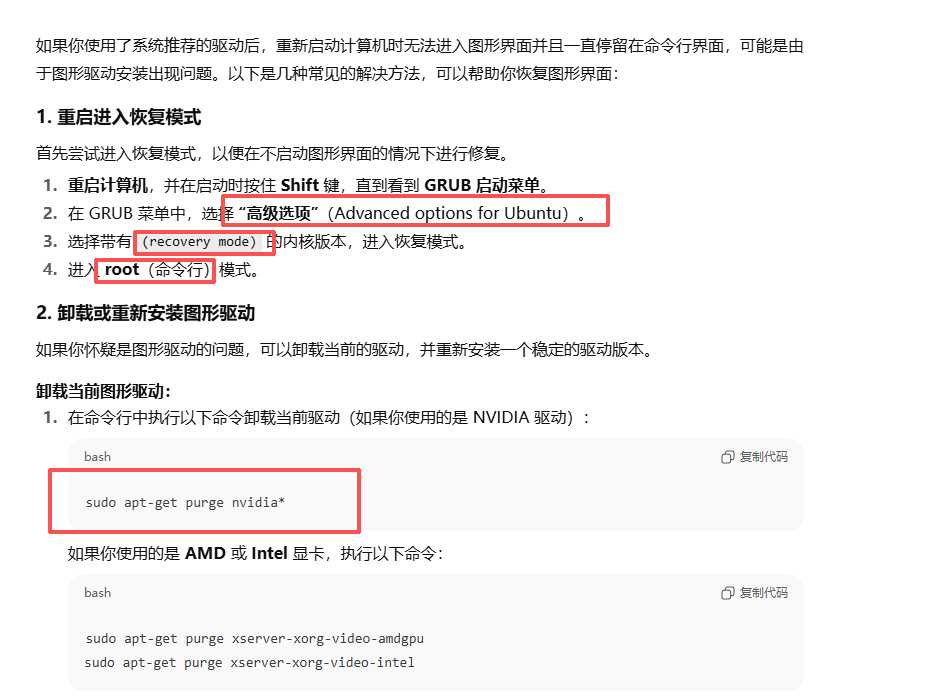 如果你使用了系统推荐的驱动后，重新启动计算机时无法进入图形界面并且一直停留在命令行界面，可能是由
于图形驱动安装出现问题。以下是几种常见的解决方法，可以帮助你恢复图形界面：
1. 重启进入恢复模式
首先尝试进入恢复模式，以便在不启动图形界面的情况下进行修复。
1. 重启计算机，并在启动时按住 Shift 键，直到看到 GRUB 启动菜单。
2. 在 GRUB 菜单中，选择 “高级选项”（Advanced options for Ubuntu）。
3. 选择带有 (recovery mode) 的内核版本，进入恢复模式。
4. 进入 root（命令行）模式。
2. 卸载或重新安装图形驱动
如果你怀疑是图形驱动的问题，可以卸载当前的驱动，并重新安装一个稳定的驱动版本。
卸载当前图形驱动：
1. 在命令行中执行以下命令卸载当前驱动（如果你使用的是 NVIDIA 驱动）：
bash 复制代码
sudo apt-get purge nvidia*
如果你使用的是 AMD 或 Intel 显卡，执行以下命令：
bash 复制代码
sudo apt-get purge xserver-xorg-video-amdgpu
sudo apt-get purge xserver-xorg-video-intel